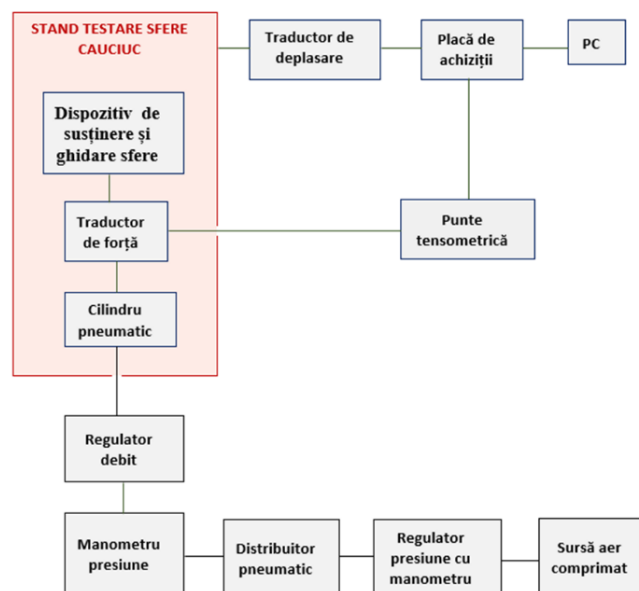 STAND TESTARE SFERE
CAUCIUC
Traductor de
deplasare
Placă de
achiziții
PC
Dispozitiv de
susținere și
ghidare sfere
Traductor
de forță
Punte
tensometrică
Cilindru
pneumatic
Regulator
debit
Manometru
presiune
Distribuitor
pneumatic
Regulator
presiune cu
manometru
Sursă aer
comprimat